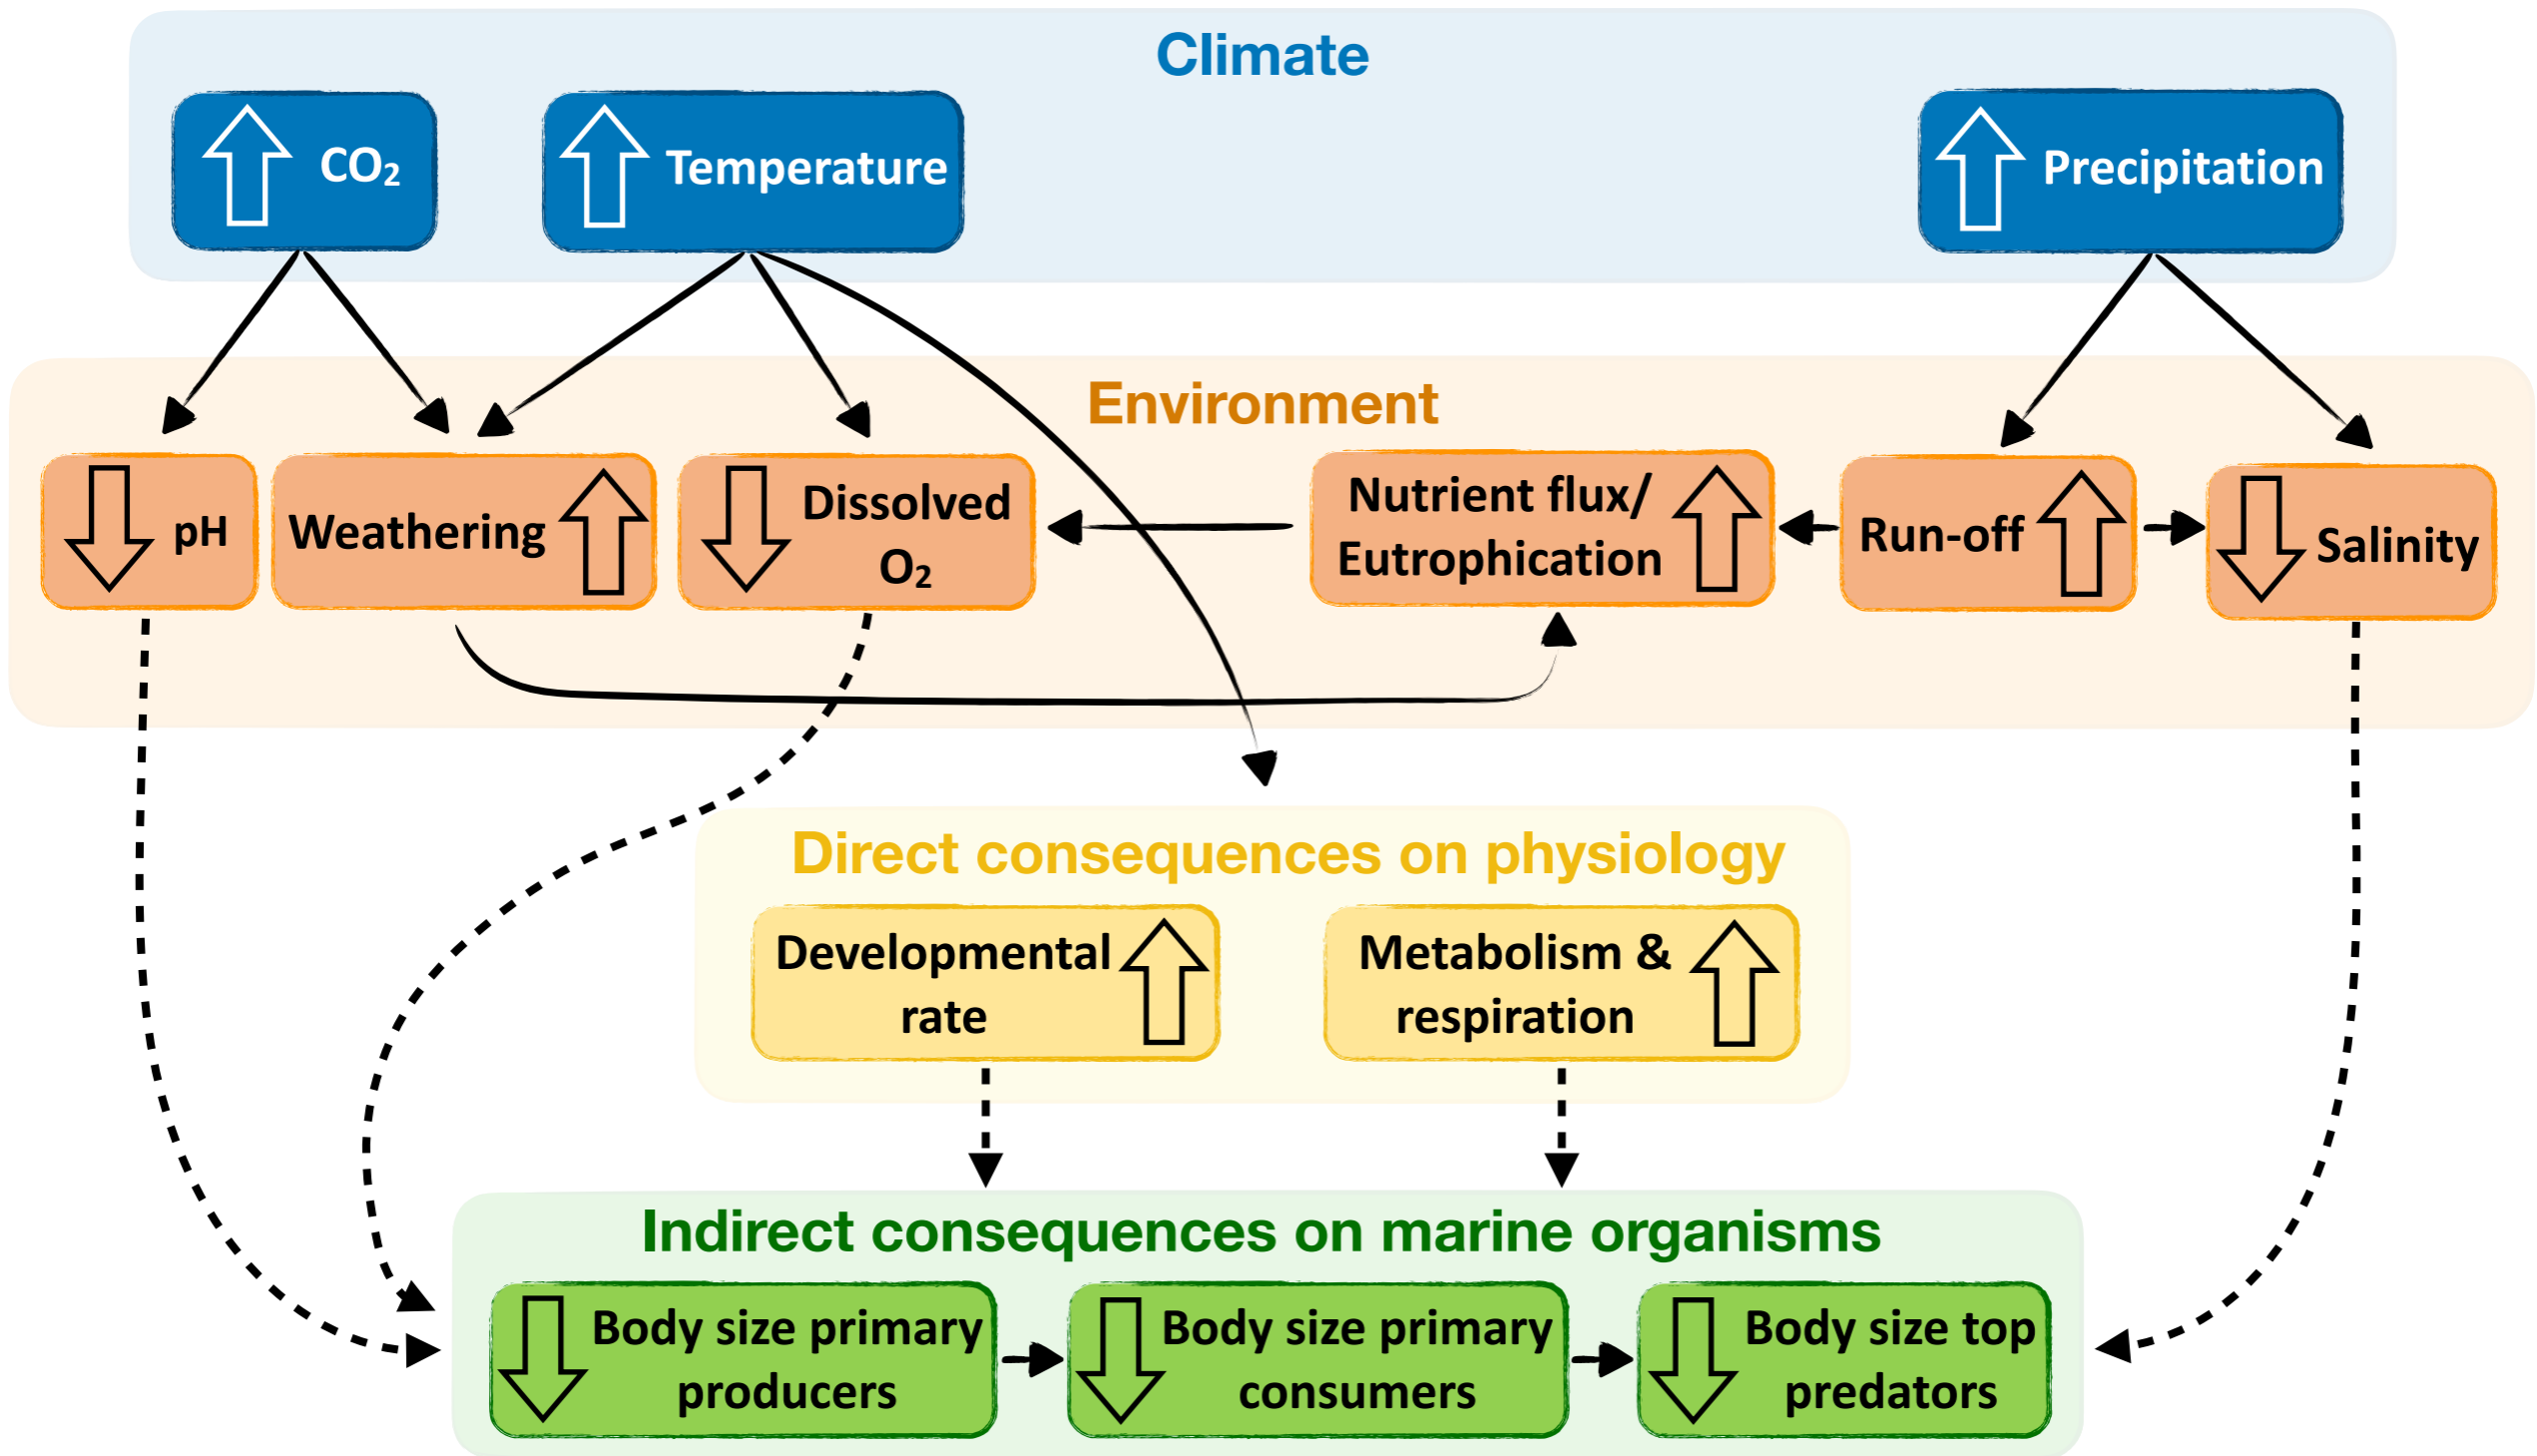 Climate
CO₂
Temperature
Precipitation
Environment
pH
Weathering
Dissolved
O₂
Nutrient flux/
Eutrophication
Run-off
Salinity
Direct consequences on physiology
Developmental
rate
Metabolism &
respiration
Indirect consequences on marine organisms
Body size primary
producers
Body size primary
consumers
Body size top
predators